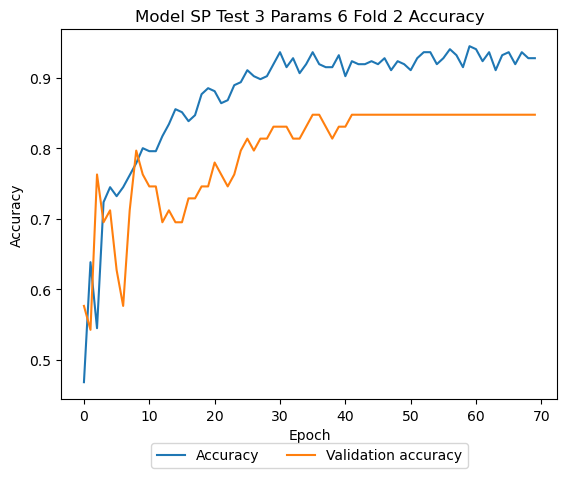 Model SP Test 3 Params 6 Fold 2 Accuracy
0.9
0.8
0.7
0.6
0.5
Accuracy
0 10 20 30 40 50 60 70
Epoch
Accuracy Validation accuracy